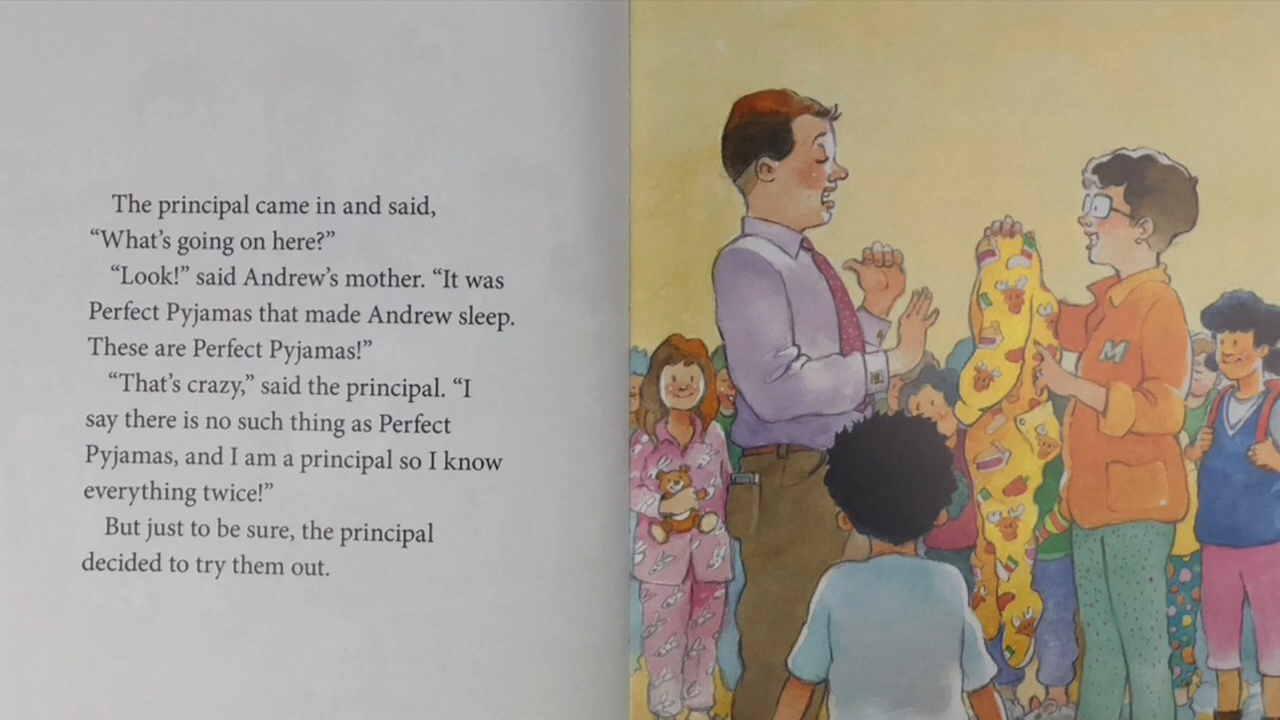 The principal came in and said,
“What’s going on here?”
“Look!” said Andrew’s mother. “It was
Perfect Pyjamas that made Andrew sleep.
These are Perfect Pyjamas!”
“That’s crazy,” said the principal. “I
say there is no such thing as Perfect
Pyjamas, and I am a principal so I know
everything twice!”
But just to be sure, the principal
decided to try them out.
M